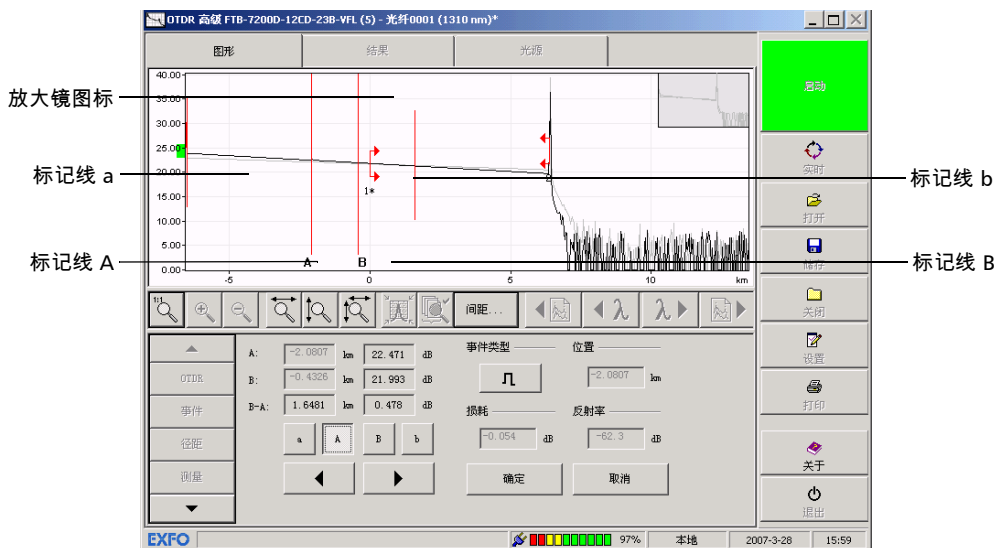 OTDR 高级 FTB-7200D-12CD-23B-VFL (5) - 光纤0001 (1310 nm)*
图形 结果 光源
启动
40.00
35.00
30.00
25.00
20.00
15.00
10.00
5.00
0.00
-5 0 5 10 km
1*
A B
放大镜图标
标记线 a
标记线 A
标记线 b
标记线 B
实时
打开
储存
关闭
设置
打印
关于
退出
1:1
间距...
λ λ
OTDR
事件
径距
测量
A: -2.0807 km 22.471 dB
B: -0.4326 km 21.993 dB
B-A: 1.6481 km 0.478 dB
a A B b
事件类型 位置
-2.0807 km
损耗 反射率
-0.054 dB -62.3 dB
确定 取消
EXFO 97% 本地 2007-3-28 15:59